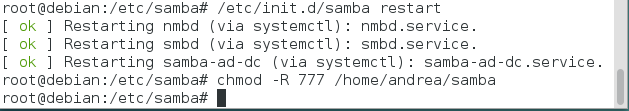 root@debian:/etc/samba# /etc/init.d/samba restart
[ ok ] Restarting nmbd (via systemctl): nmbd.service.
[ ok ] Restarting smbd (via systemctl): smbd.service.
[ ok ] Restarting samba-ad-dc (via systemctl): samba-ad-dc.service.
root@debian:/etc/samba# chmod -R 777 /home/andrea/samba
root@debian:/etc/samba#